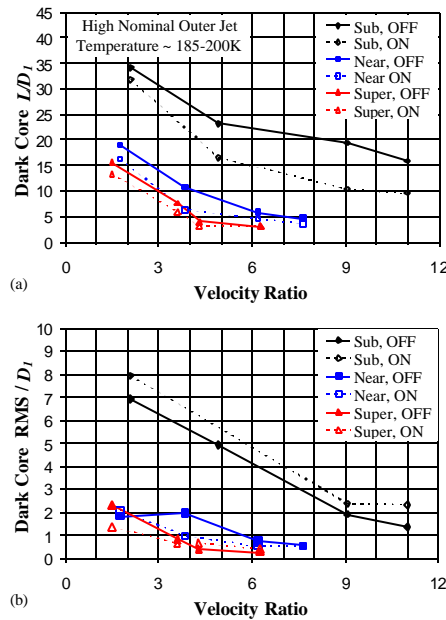 High Nominal Outer Jet
Temperature ~ 185-200K
Sub, OFF
Sub, ON
Near, OFF
Near ON
Super, OFF
Super, ON
Dark Core L/D1
45
40
35
30
25
20
15
10
5
0
0 3 6 9 12
(a)
Velocity Ratio
Sub, OFF
Sub, ON
Near, OFF
Near, ON
Super, OFF
Super, ON
Dark Core RMS / D1
10
9
8
7
6
5
4
3
2
1
0
0 3 6 9 12
(b)
Velocity Ratio